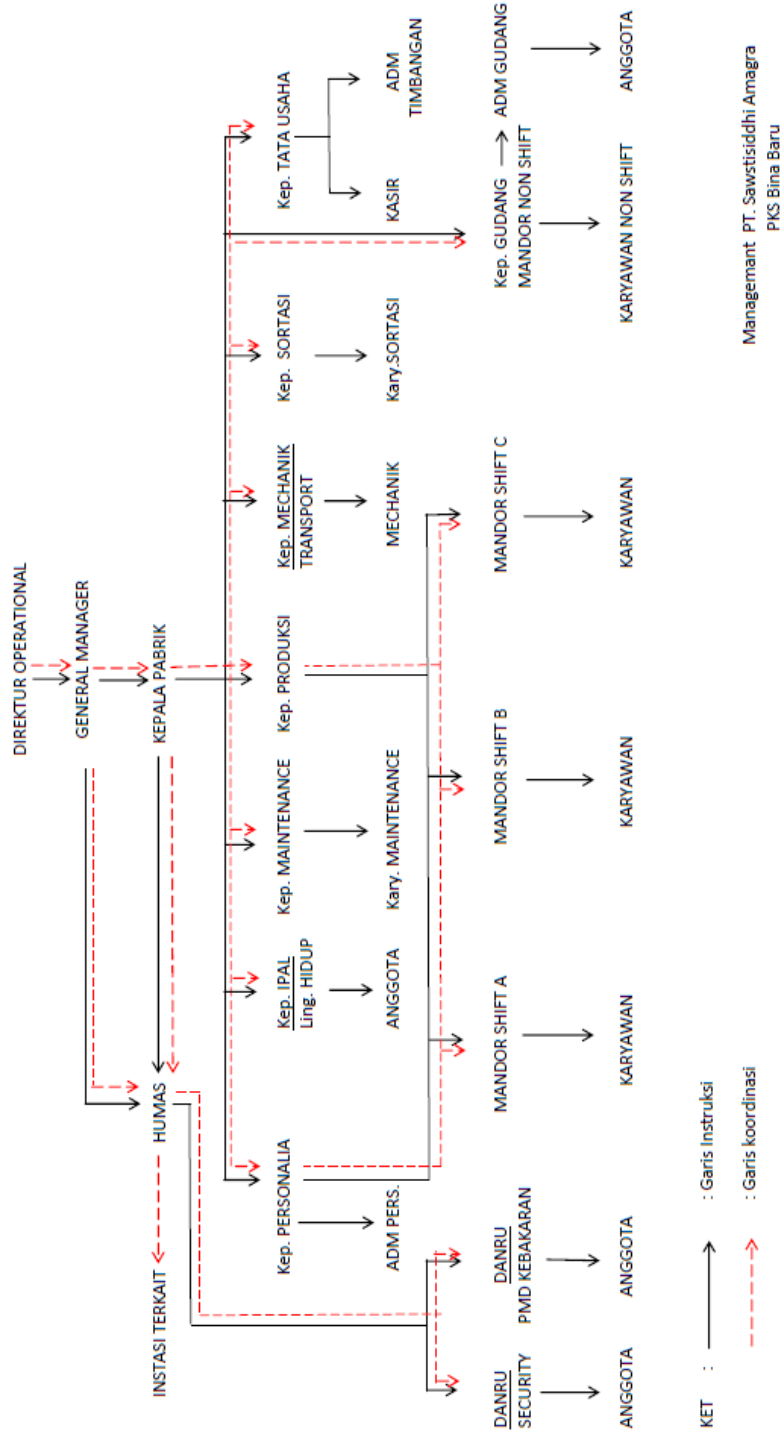 DIREKTUR OPERATIONAL
GENERAL MANAGER
KEPALA PABRIK
INSTASI TERKAIT
HUMAS
Kep. PERSONALIA
Kep. IPAL
Ling. HIDUP
Kep. MAINTENANCE
Kep. PRODUKSI
Kep. MECHANIK
TRANSPORT
Kep. SORTASI
Kep. TATA USAHA
ADM PERS.
ANGGOTA
Kary. MAINTENANCE
MECHANIK
Kary.SORTASI
KASIR
ADM
TIMBANGAN
DANRU
SECURITY
DANRU
PMD KEBAKARAN
MANDOR SHIFT A
MANDOR SHIFT B
MANDOR SHIFT C
Kep. GUDANG
MANDOR NON SHIFT
ADM GUDANG
ANGGOTA
ANGGOTA
KARYAWAN
KARYAWAN
KARYAWAN
KARYAWAN NON SHIFT
ANGGOTA
KET :
: Garis Instruksi
: Garis koordinasi
Managemant PT. Sawstisiddhi Amagra
PKS Bina Baru